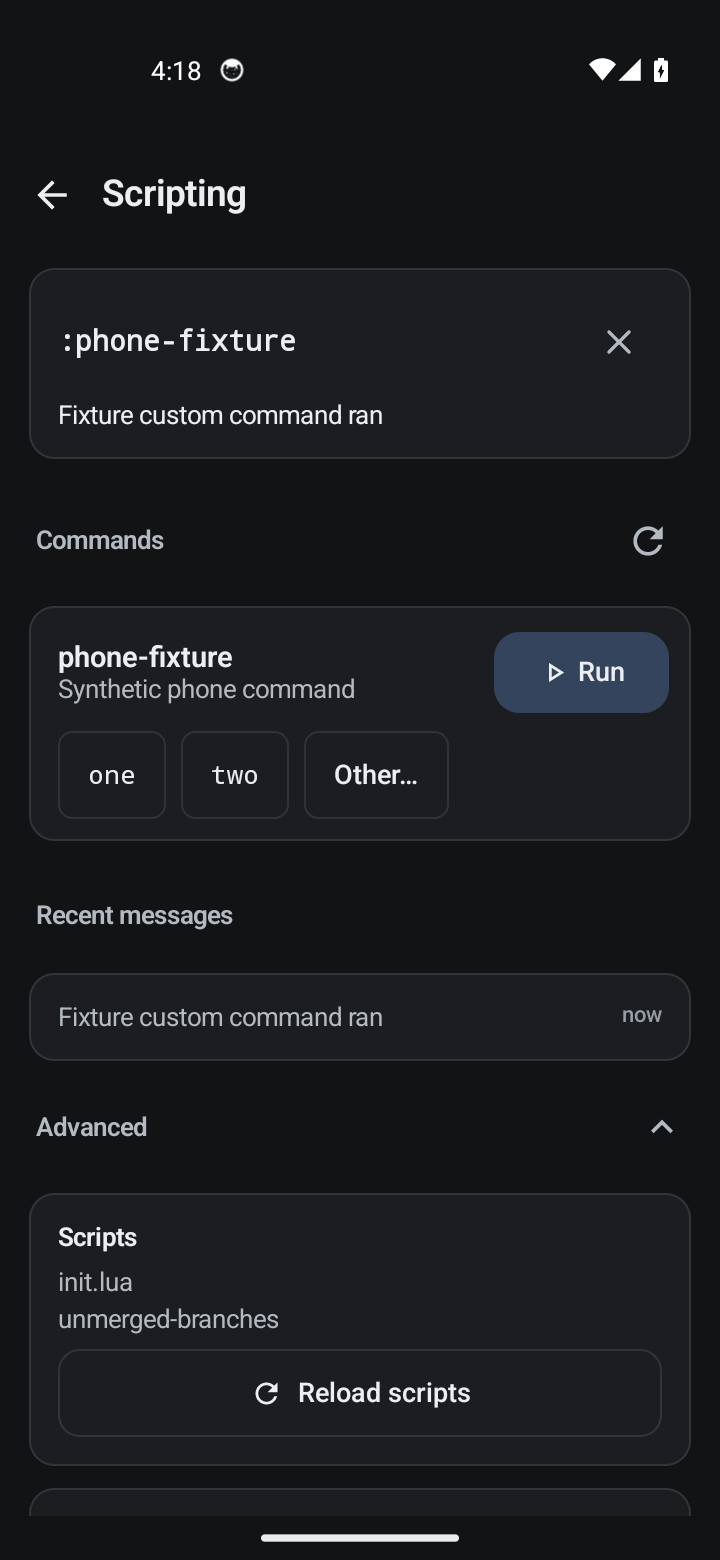 4:18
Scripting
:phone-fixture
Fixture custom command ran
Commands
phone-fixture
Synthetic phone command
Run
one two Other...
Recent messages
Fixture custom command ran now
Advanced
Scripts
init.lua
unmerged-branches
Reload scripts